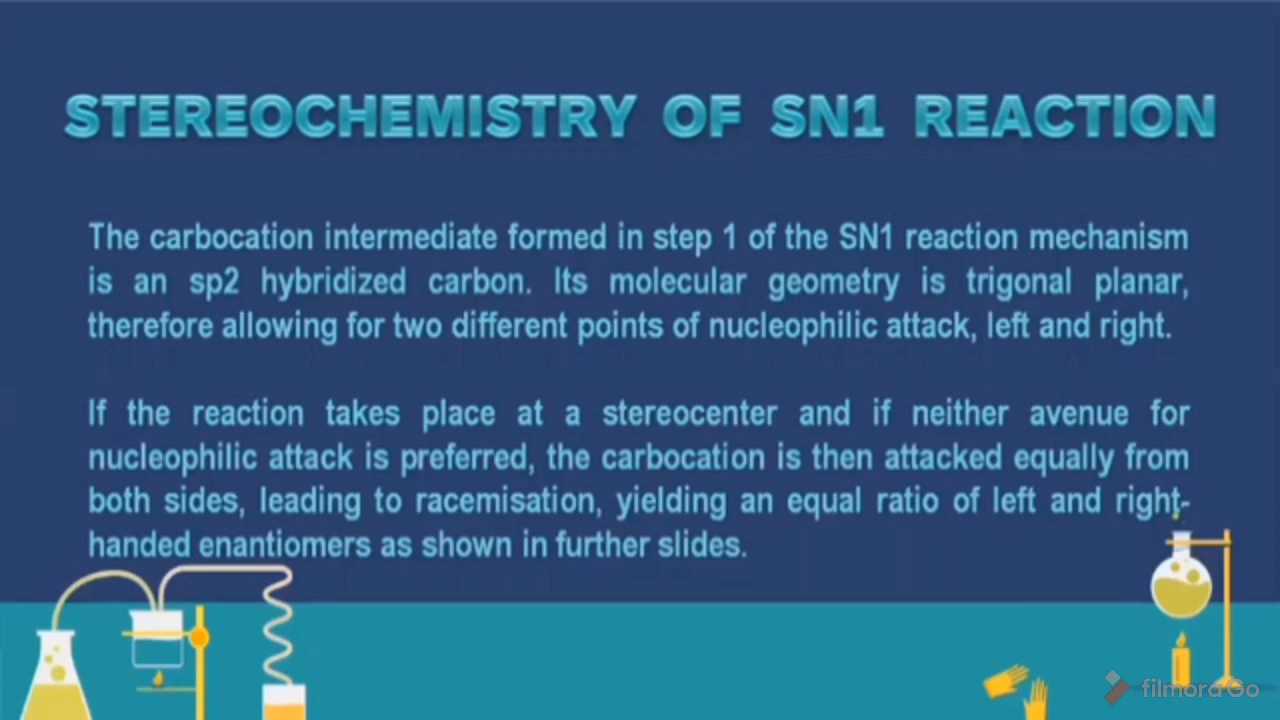 STEREOCHEMISTRY OF SN1 REACTION
The carbocation intermediate formed in step 1 of the SN1 reaction mechanism
is an sp2 hybridized carbon. Its molecular geometry is trigonal planar,
therefore allowing for two different points of nucleophilic attack, left and right.
If the reaction takes place at a stereocenter and if neither avenue for
nucleophilic attack is preferred, the carbocation is then attacked equally from
both sides, leading to racemisation, yielding an equal ratio of left and right-
handed enantiomers as shown in further slides.
filmora Go